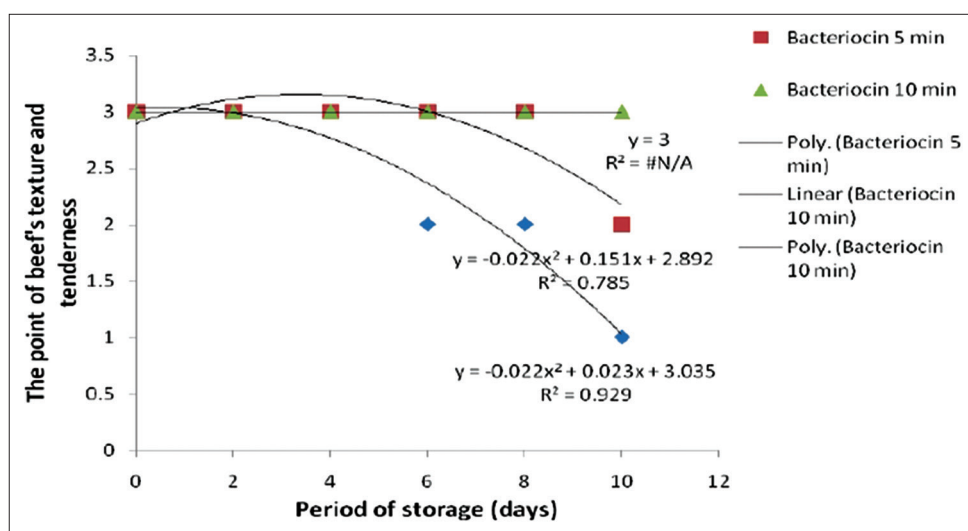 The point of beef's texture and
tenderness
3.5
3
2.5
2
1.5
1
0.5
0
0 2 4 6 8 10 12
Period of storage (days)
y = 3
R² = #N/A
y = -0.022x² + 0.151x + 2.892
R² = 0.785
y = -0.022x² + 0.023x + 3.035
R² = 0.929
Bacteriocin 5 min
Bacteriocin 10 min
Poly. (Bacteriocin 5
min)
Linear (Bacteriocin
10 min)
Poly. (Bacteriocin
10 min)